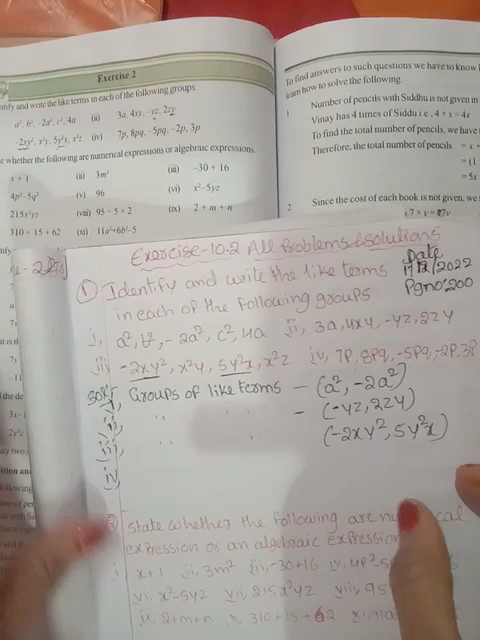 Exercise 2
ntify and write the like terms in each of the following groups.
a², b², -2a², c², 4a (ii) 3a, 4xy, -yz, 2zy
-2xy², x²y, 5y²x, x²z (iv) 7p, 8pq, -5pq, -2p, 3p
e whether the following are numerical expressions or algebraic expressions.
x + 1 (ii) 3m² (iii) -30 + 16
4p²-5q² (v) 96 (vi) x²-5yz
215x²yz (viii) 95 ÷ 5 × 2 (ix) 2 + m + n
310 + 15 + 62 (xi) 11a²+6b²-5
To find answers to such questions we have to know
learn how to solve the following.
Number of pencils with Siddhu is not given in
Vinay has 4 times of Siddu i.e., 4 × x = 4x
To find the total number of pencils, we have
Therefore, the total number of pencils = x +
= (1
= 5x
2 Since the cost of each book is not given, we
Exercise-10.2 All Problems & solutions
Date
17/12/2022
Pg no:200
1) Identify and write the like terms
in each of the following groups
i, a², b², -2a², c², 4a ii, 3a, 4xy, -yz, 2zy
iii, -2xy², x²y, 5y²x, x²z iv, 7P, 8Pq, -5Pq, -2P, 3P
Sol:- Groups of like terms - (a², -2a²)
- (-yz, 2zy)
(-2xy², 5y²x)
State whether the following are numerical
expression or an algebraic expression
i, x+1 ii, 3m² iii, -30+16 iv, 4p²-5
vi, x²-5yz vii, 215x²yz viii, 95
ix, 2+m+n x, 310+15+62